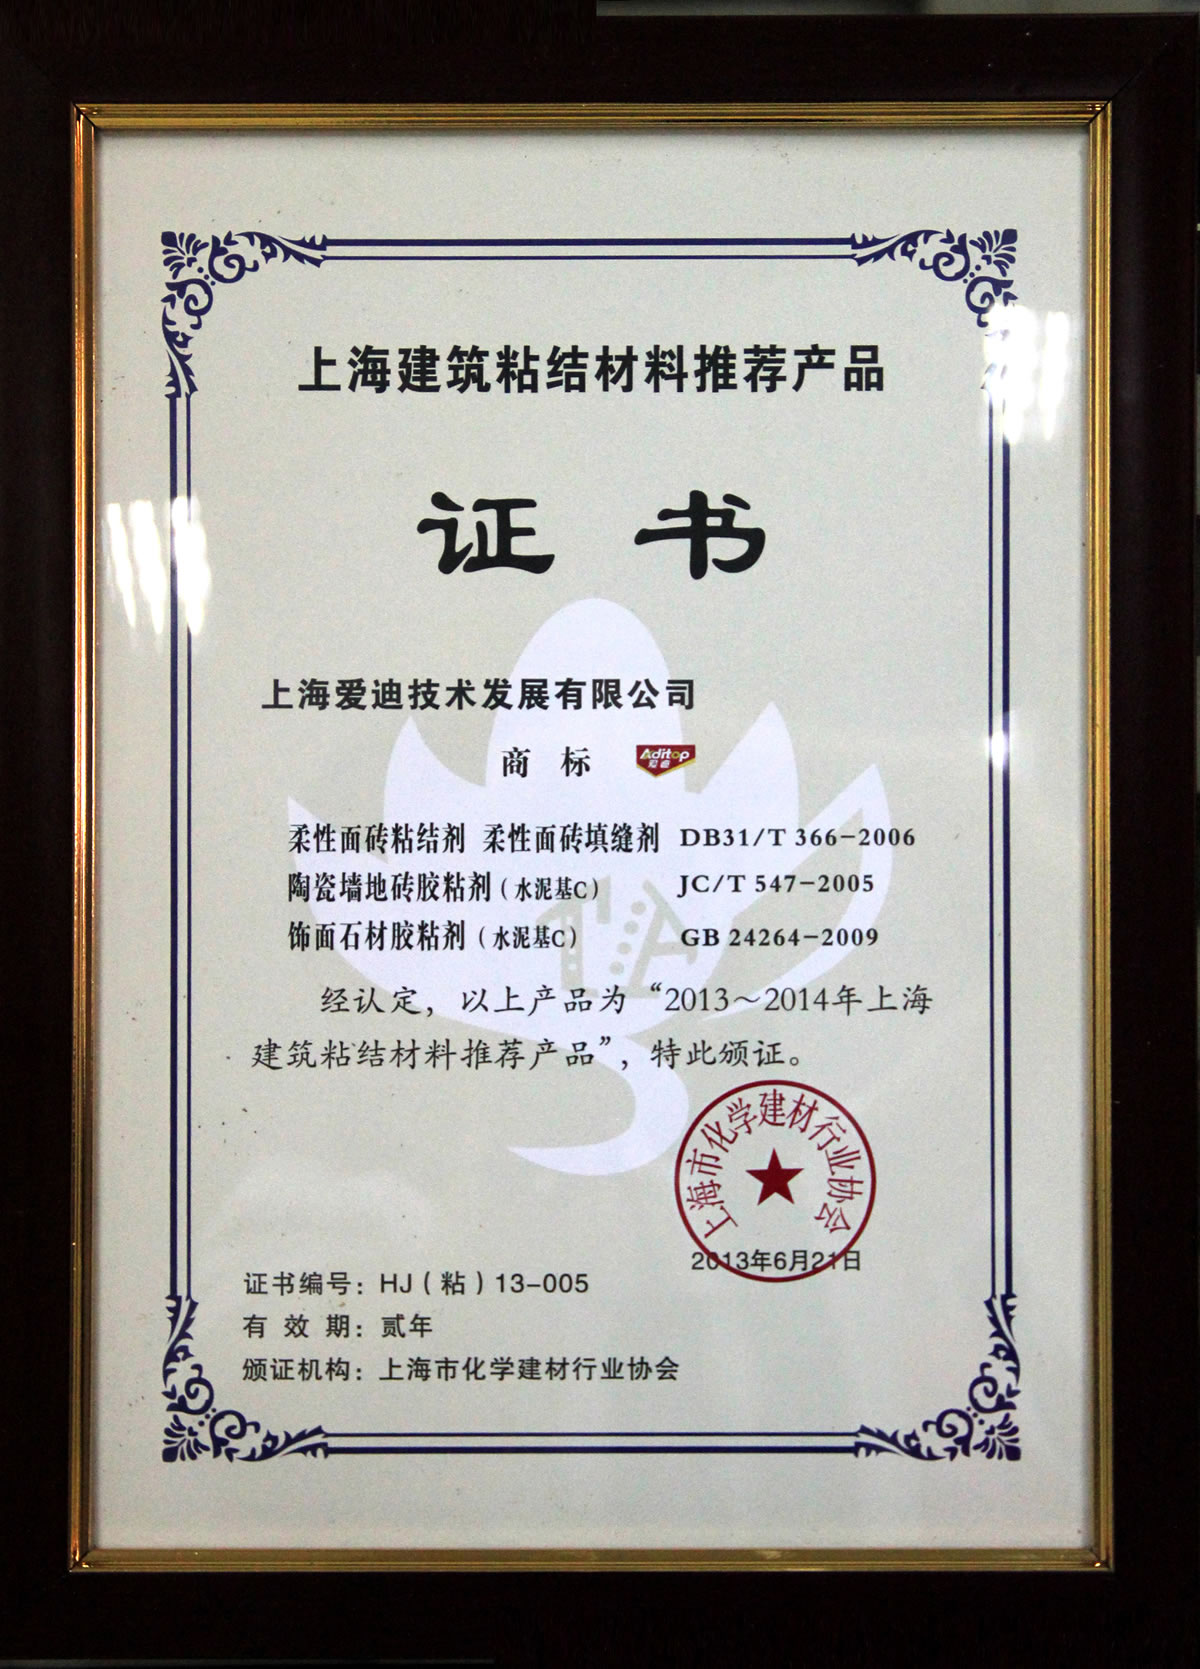 上海建筑粘结材料推荐产品
证 书
上海爱迪技术发展有限公司
商 标 Aditop
柔性面砖粘结剂 柔性面砖填缝剂 DB31/T 366-2006
陶瓷墙地砖胶粘剂（水泥基C） JC/T 547-2005
饰面石材胶粘剂（水泥基C） GB 24264-2009
经认定，以上产品为“2013～2014年上海
建筑粘结材料推荐产品”，特此颁证。
上海市化学建材行业协会
2013年6月21日
证书编号：HJ（粘）13-005
有 效 期：贰年
颁证机构：上海市化学建材行业协会